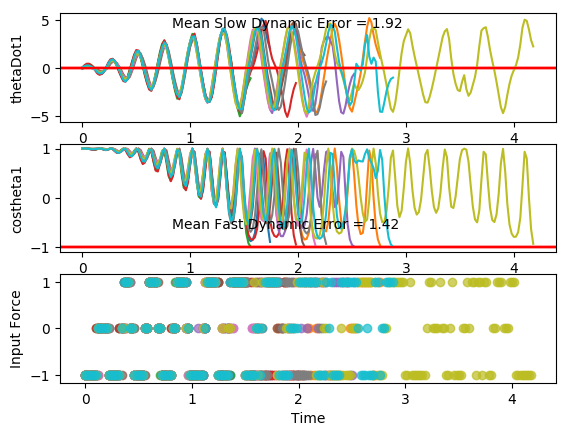 Mean Slow Dynamic Error = 1.92
thetaDot1
5
0
−5
0 1 2 3 4
costheta1
1
0
−1
Mean Fast Dynamic Error = 1.42
0 1 2 3 4
Input Force
1
0
−1
0 1 2 3 4
Time